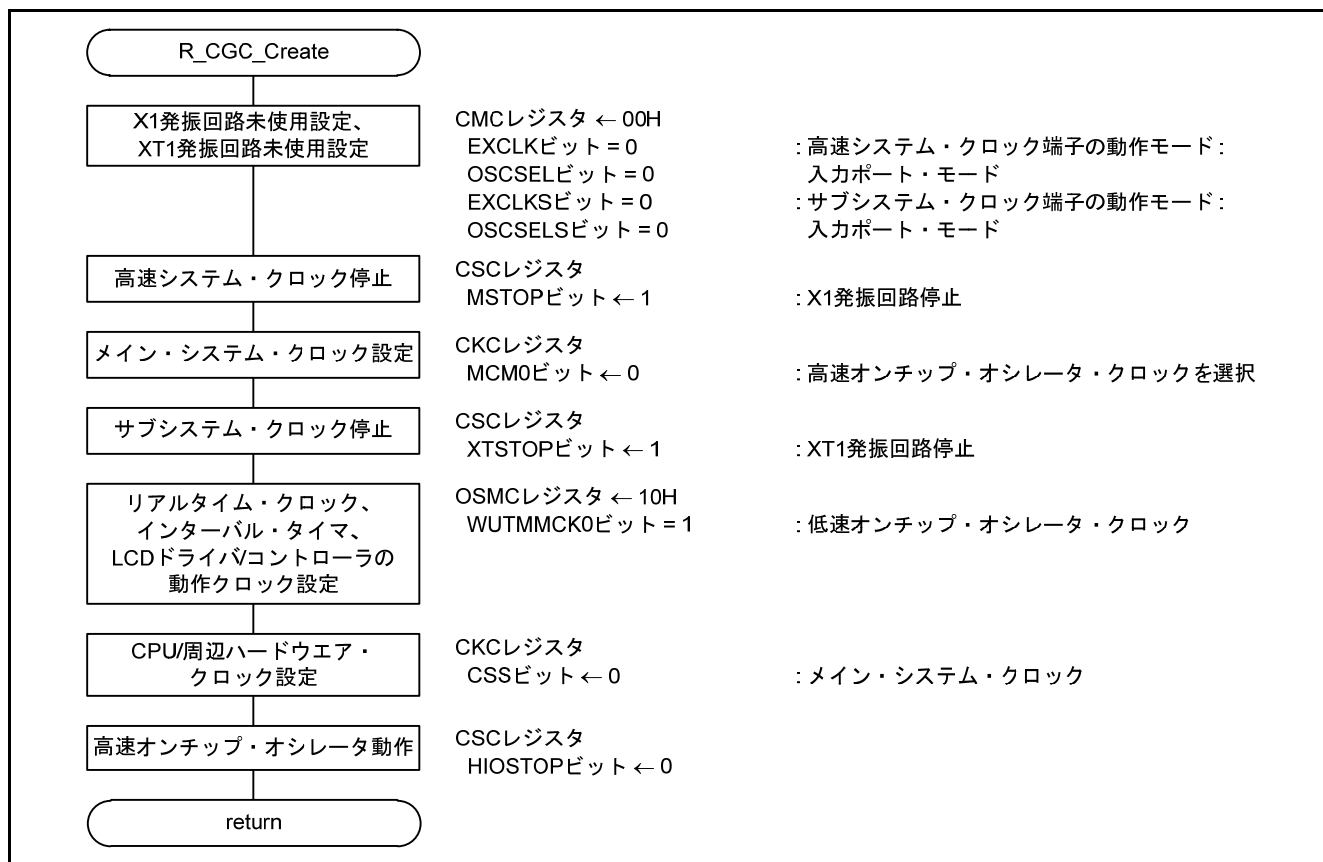 R_CGC_Create
X1発振回路未使用設定、
XT1発振回路未使用設定
CMCレジスタ ← 00H
EXCLKビット = 0 : 高速システム・クロック端子の動作モード :
OSCSELビット = 0 入力ポート・モード
EXCLKSビット = 0 : サブシステム・クロック端子の動作モード :
OSCSELSビット = 0 入力ポート・モード
高速システム・クロック停止
CSCレジスタ
MSTOPビット ← 1 : X1発振回路停止
メイン・システム・クロック設定
CKCレジスタ
MCM0ビット ← 0 : 高速オンチップ・オシレータ・クロックを選択
サブシステム・クロック停止
CSCレジスタ
XTSTOPビット ← 1 : XT1発振回路停止
リアルタイム・クロック、
インターバル・タイマ、
LCDドライバ/コントローラの
動作クロック設定
OSMCレジスタ ← 10H
WUTMMCK0ビット = 1 : 低速オンチップ・オシレータ・クロック
CPU/周辺ハードウエア・
クロック設定
CKCレジスタ
CSSビット ← 0 : メイン・システム・クロック
高速オンチップ・オシレータ動作
CSCレジスタ
HIOSTOPビット ← 0
return